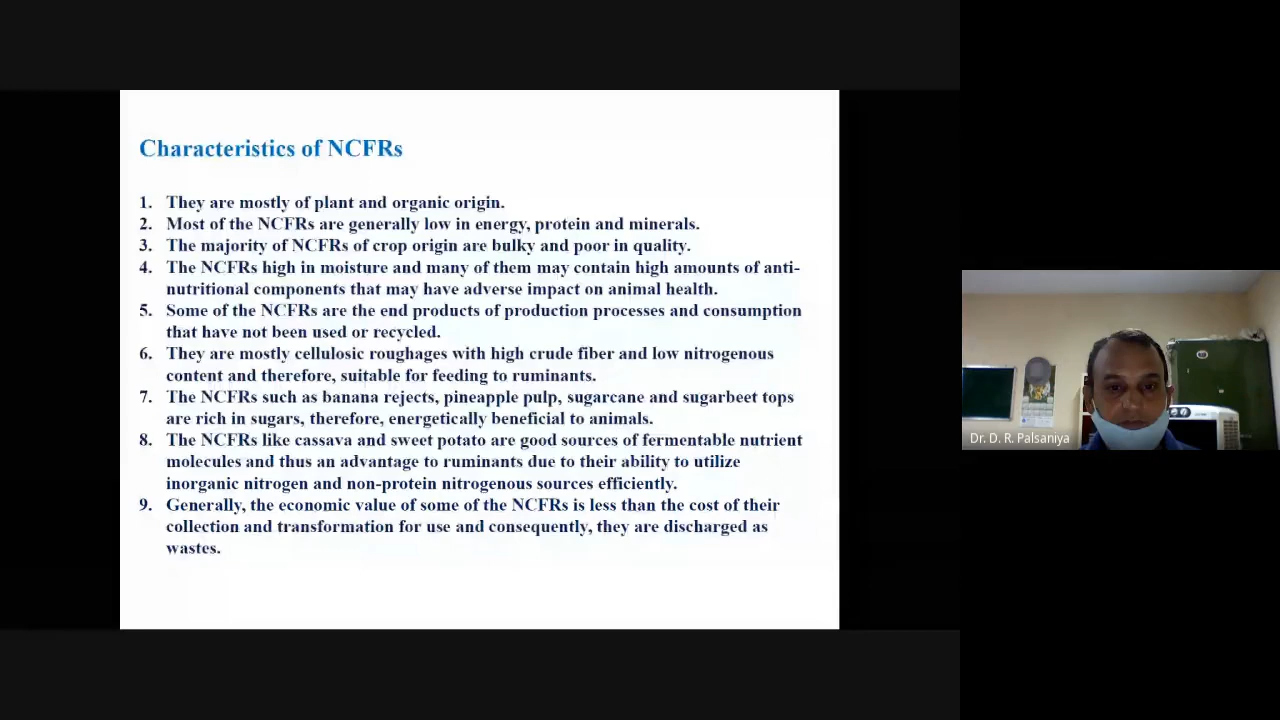 Characteristics of NCFRs
1. They are mostly of plant and organic origin.
2. Most of the NCFRs are generally low in energy, protein and minerals.
3. The majority of NCFRs of crop origin are bulky and poor in quality.
4. The NCFRs high in moisture and many of them may contain high amounts of anti-
nutritional components that may have adverse impact on animal health.
5. Some of the NCFRs are the end products of production processes and consumption
that have not been used or recycled.
6. They are mostly cellulosic roughages with high crude fiber and low nitrogenous
content and therefore, suitable for feeding to ruminants.
7. The NCFRs such as banana rejects, pineapple pulp, sugarcane and sugarbeet tops
are rich in sugars, therefore, energetically beneficial to animals.
8. The NCFRs like cassava and sweet potato are good sources of fermentable nutrient
molecules and thus an advantage to ruminants due to their ability to utilize
inorganic nitrogen and non-protein nitrogenous sources efficiently.
9. Generally, the economic value of some of the NCFRs is less than the cost of their
collection and transformation for use and consequently, they are discharged as
wastes.
Dr. D. R. Palsaniya